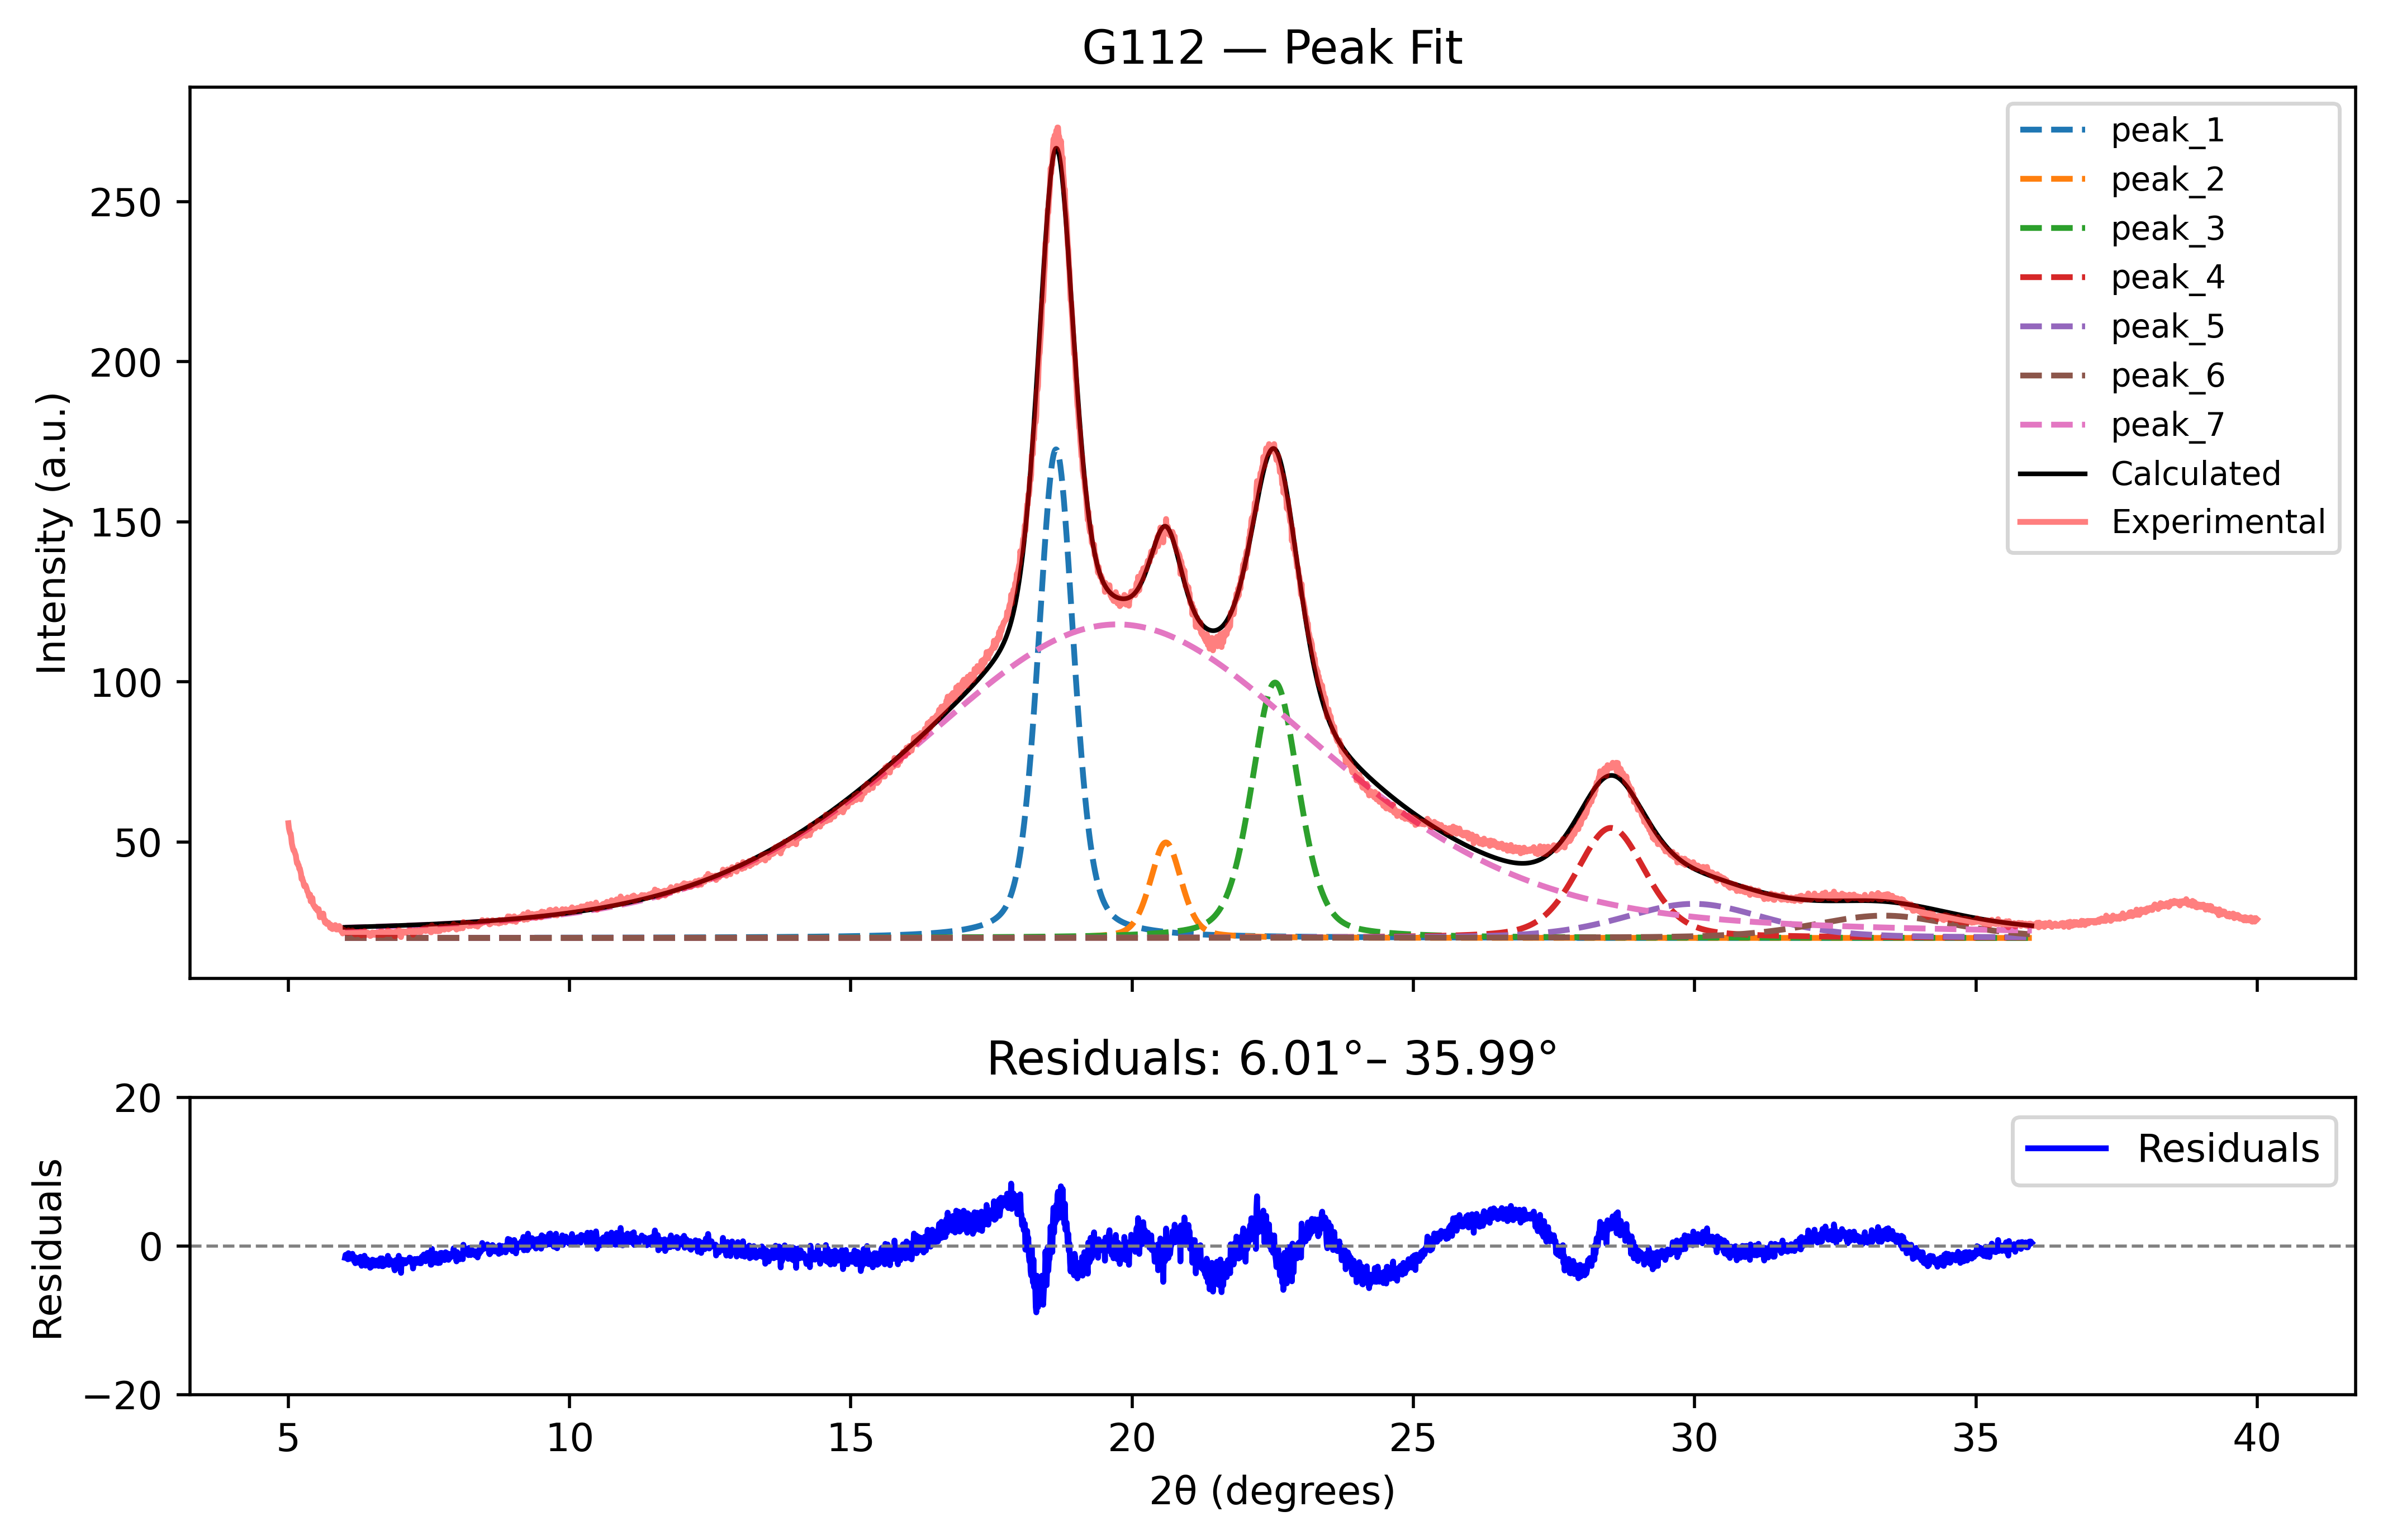 G112 — Peak Fit
Intensity (a.u.)
250
200
150
100
50
peak_1
peak_2
peak_3
peak_4
peak_5
peak_6
peak_7
Calculated
Experimental
Residuals: 6.01°– 35.99°
Residuals
20
0
−20
Residuals
5 10 15 20 25 30 35 40
2θ (degrees)